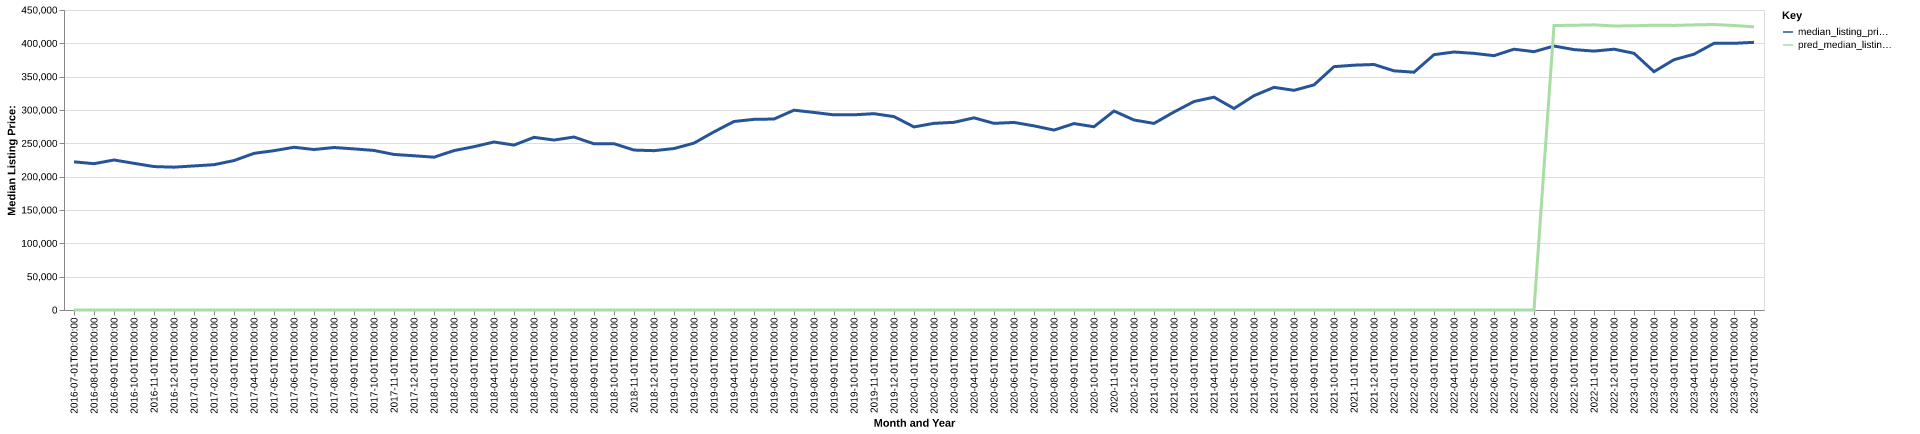 450,000
400,000
350,000
300,000
250,000
200,000
150,000
100,000
50,000
0
Median Listing Price:
2016-07-01T00:00:00
2016-08-01T00:00:00
2016-09-01T00:00:00
2016-10-01T00:00:00
2016-11-01T00:00:00
2016-12-01T00:00:00
2017-01-01T00:00:00
2017-02-01T00:00:00
2017-03-01T00:00:00
2017-04-01T00:00:00
2017-05-01T00:00:00
2017-06-01T00:00:00
2017-07-01T00:00:00
2017-08-01T00:00:00
2017-09-01T00:00:00
2017-10-01T00:00:00
2017-11-01T00:00:00
2017-12-01T00:00:00
2018-01-01T00:00:00
2018-02-01T00:00:00
2018-03-01T00:00:00
2018-04-01T00:00:00
2018-05-01T00:00:00
2018-06-01T00:00:00
2018-07-01T00:00:00
2018-08-01T00:00:00
2018-09-01T00:00:00
2018-10-01T00:00:00
2018-11-01T00:00:00
2018-12-01T00:00:00
2019-01-01T00:00:00
2019-02-01T00:00:00
2019-03-01T00:00:00
2019-04-01T00:00:00
2019-05-01T00:00:00
2019-06-01T00:00:00
2019-07-01T00:00:00
2019-08-01T00:00:00
2019-09-01T00:00:00
2019-10-01T00:00:00
2019-11-01T00:00:00
2019-12-01T00:00:00
2020-01-01T00:00:00
2020-02-01T00:00:00
2020-03-01T00:00:00
2020-04-01T00:00:00
2020-05-01T00:00:00
2020-06-01T00:00:00
2020-07-01T00:00:00
2020-08-01T00:00:00
2020-09-01T00:00:00
2020-10-01T00:00:00
2020-11-01T00:00:00
2020-12-01T00:00:00
2021-01-01T00:00:00
2021-02-01T00:00:00
2021-03-01T00:00:00
2021-04-01T00:00:00
2021-05-01T00:00:00
2021-06-01T00:00:00
2021-07-01T00:00:00
2021-08-01T00:00:00
2021-09-01T00:00:00
2021-10-01T00:00:00
2021-11-01T00:00:00
2021-12-01T00:00:00
2022-01-01T00:00:00
2022-02-01T00:00:00
2022-03-01T00:00:00
2022-04-01T00:00:00
2022-05-01T00:00:00
2022-06-01T00:00:00
2022-07-01T00:00:00
2022-08-01T00:00:00
2022-09-01T00:00:00
2022-10-01T00:00:00
2022-11-01T00:00:00
2022-12-01T00:00:00
2023-01-01T00:00:00
2023-02-01T00:00:00
2023-03-01T00:00:00
2023-04-01T00:00:00
2023-05-01T00:00:00
2023-06-01T00:00:00
2023-07-01T00:00:00
Month and Year
Key
median_listing_pri…
pred_median_listin…